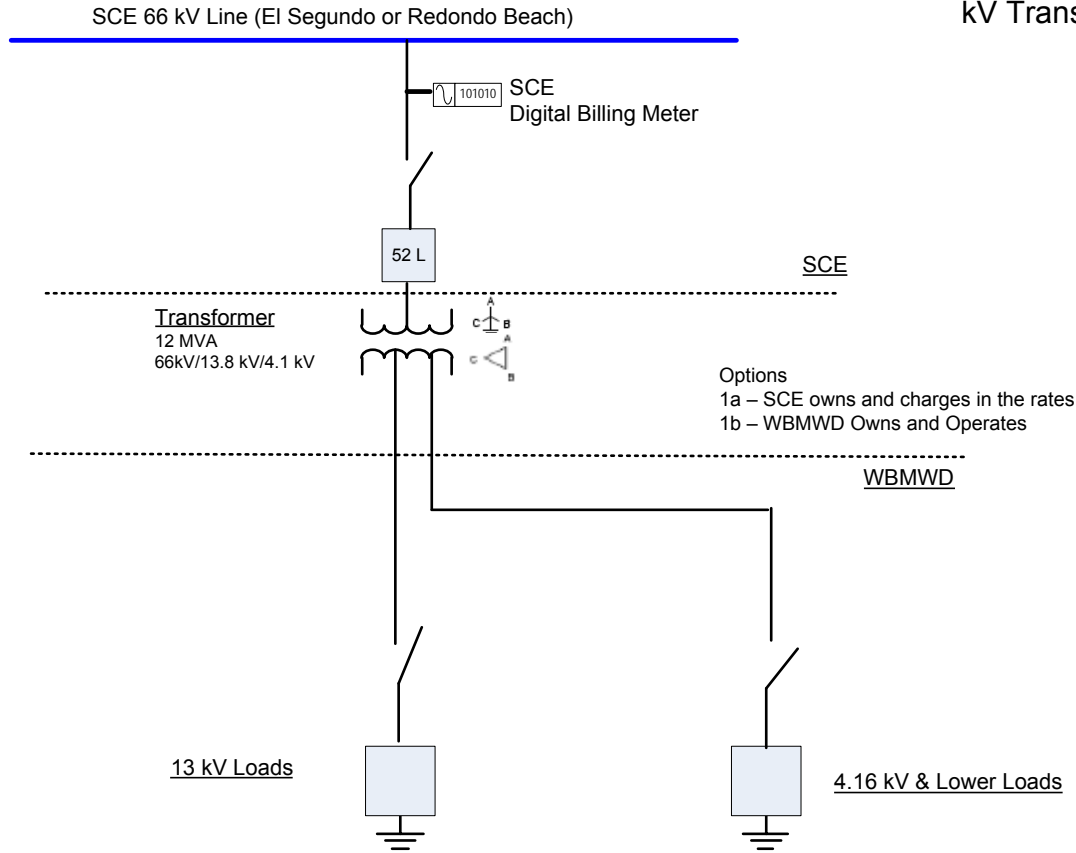 SCE 66 kV Line (El Segundo or Redondo Beach)
kV Trans
101010
SCE
Digital Billing Meter
52 L
SCE
Transformer
12 MVA
66kV/13.8 kV/4.1 kV
A
C B
A
C
B
Options
1a – SCE owns and charges in the rates
1b – WBMWD Owns and Operates
WBMWD
13 kV Loads
4.16 kV & Lower Loads